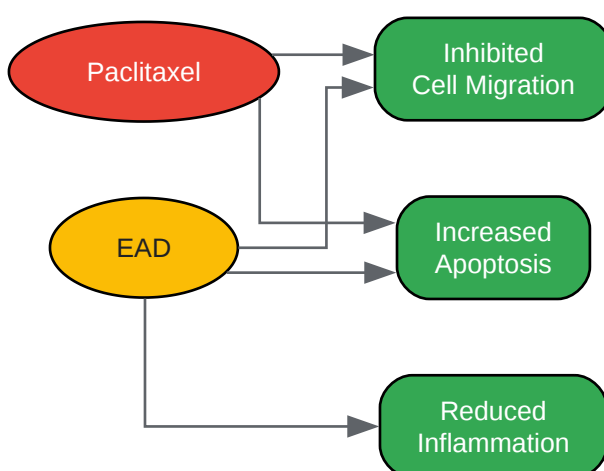 Paclitaxel
Inhibited
Cell Migration
EAD
Increased
Apoptosis
Reduced
Inflammation